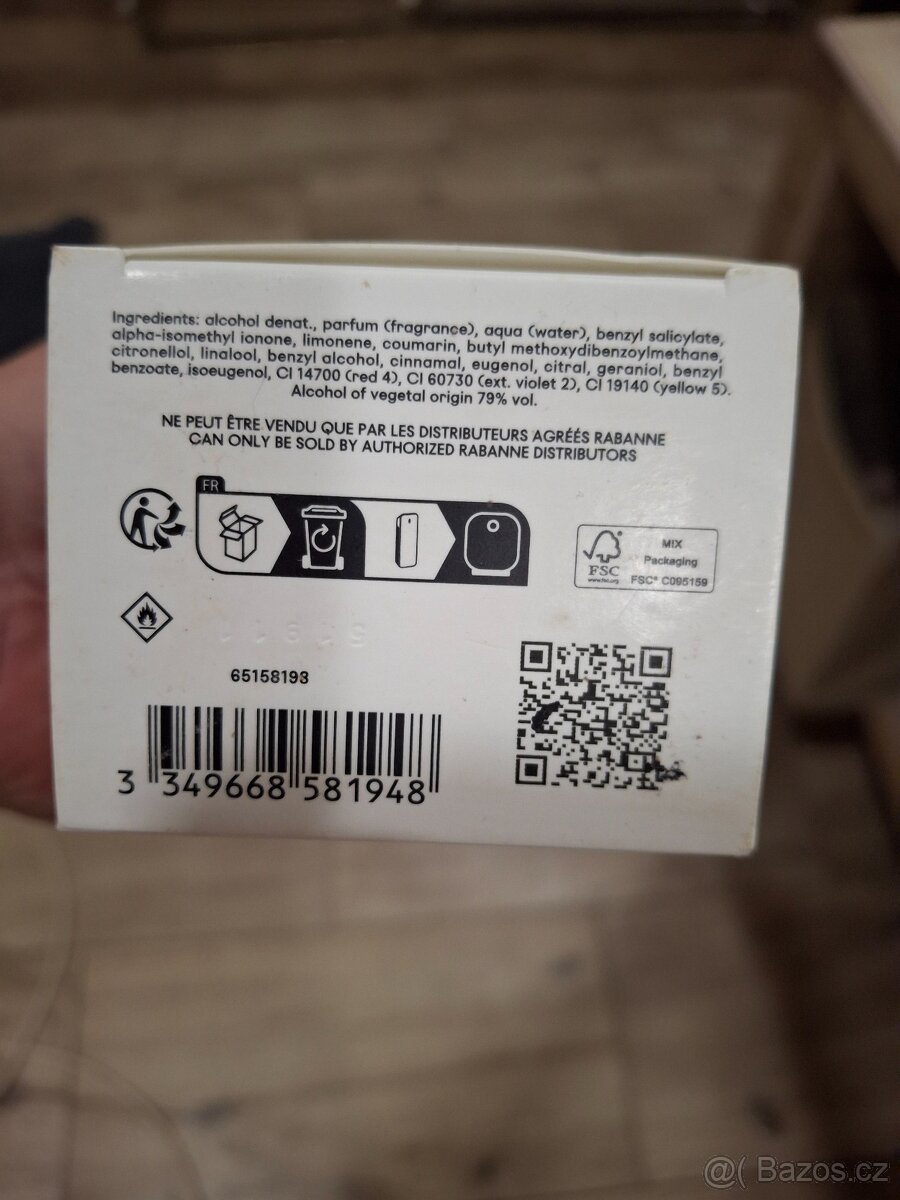 Ingredients: alcohol denat., parfum (fragrance), aqua (water), benzyl salicylate,
alpha-isomethyl ionone, limonene, coumarin, butyl methoxydibenzoylmethane,
citronellol, linalool, benzyl alcohol, cinnamal, eugenol, citral, geraniol, benzyl
benzoate, isoeugenol, CI 14700 (red 4), CI 60730 (ext. violet 2), CI 19140 (yellow 5).
Alcohol of vegetal origin 79% vol.
NE PEUT ÊTRE VENDU QUE PAR LES DISTRIBUTEURS AGRÉÉS RABANNE
CAN ONLY BE SOLD BY AUTHORIZED RABANNE DISTRIBUTORS
FR
FSC
www.fsc.org
MIX
Packaging
FSC® C095159
65158193
3 349668 581948
@( Bazos.cz